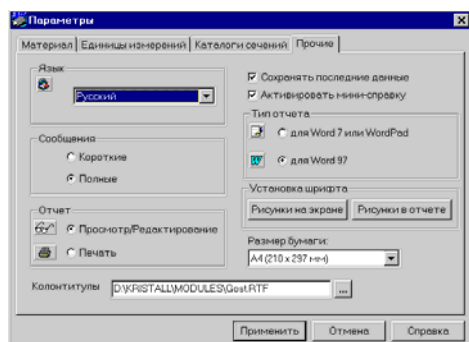 Параметры
Материал Единицы измерений Каталоги сечений Прочие
Язык
Русский
Сохранять последние данные
Активировать мини-справку
Тип отчета
для Word 7 или WordPad
для Word 97
Сообщения
Короткие
Полные
Установка шрифта
Рисунки на экране Рисунки в отчете
Отчет
Просмотр/Редактирование
Печать
Размер бумаги:
A4 (210 x 297 мм)
Колонтитулы D:\KRISTALL\MODULES\Gost.RTF ...
Применить Отмена Справка